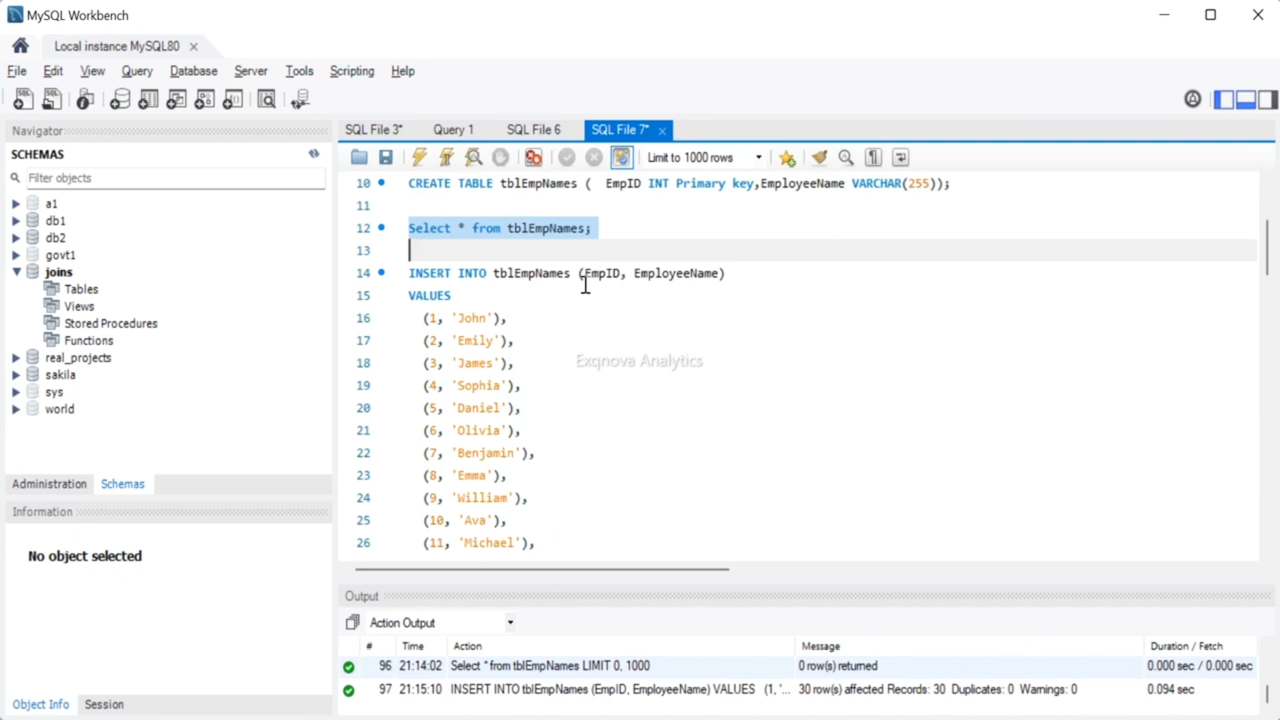 MySQL Workbench
Local instance MySQL80
File Edit View Query Database Server Tools Scripting Help
Navigator
SCHEMAS
Filter objects
a1
db1
db2
govt1
joins
Tables
Views
Stored Procedures
Functions
real_projects
sakila
sys
world
Administration Schemas
Information
No object selected
Object Info Session
SQL File 3* Query 1 SQL File 6 SQL File 7*
Limit to 1000 rows
10 CREATE TABLE tblEmpNames ( EmpID INT Primary key,EmployeeName VARCHAR(255));
11
12 Select * from tblEmpNames;
13
14 INSERT INTO tblEmpNames (EmpID, EmployeeName)
15 VALUES
16 (1, 'John'),
17 (2, 'Emily'),
18 (3, 'James'),
19 (4, 'Sophia'),
20 (5, 'Daniel'),
21 (6, 'Olivia'),
22 (7, 'Benjamin'),
23 (8, 'Emma'),
24 (9, 'William'),
25 (10, 'Ava'),
26 (11, 'Michael'),
Exqnova Analytics
Output
Action Output
# Time Action Message Duration / Fetch
96 21:14:02 Select * from tblEmpNames LIMIT 0, 1000 0 row(s) returned 0.000 sec / 0.000 sec
97 21:15:10 INSERT INTO tblEmpNames (EmpID, EmployeeName) VALUES (1, '... 30 row(s) affected Records: 30 Duplicates: 0 Warnings: 0 0.094 sec